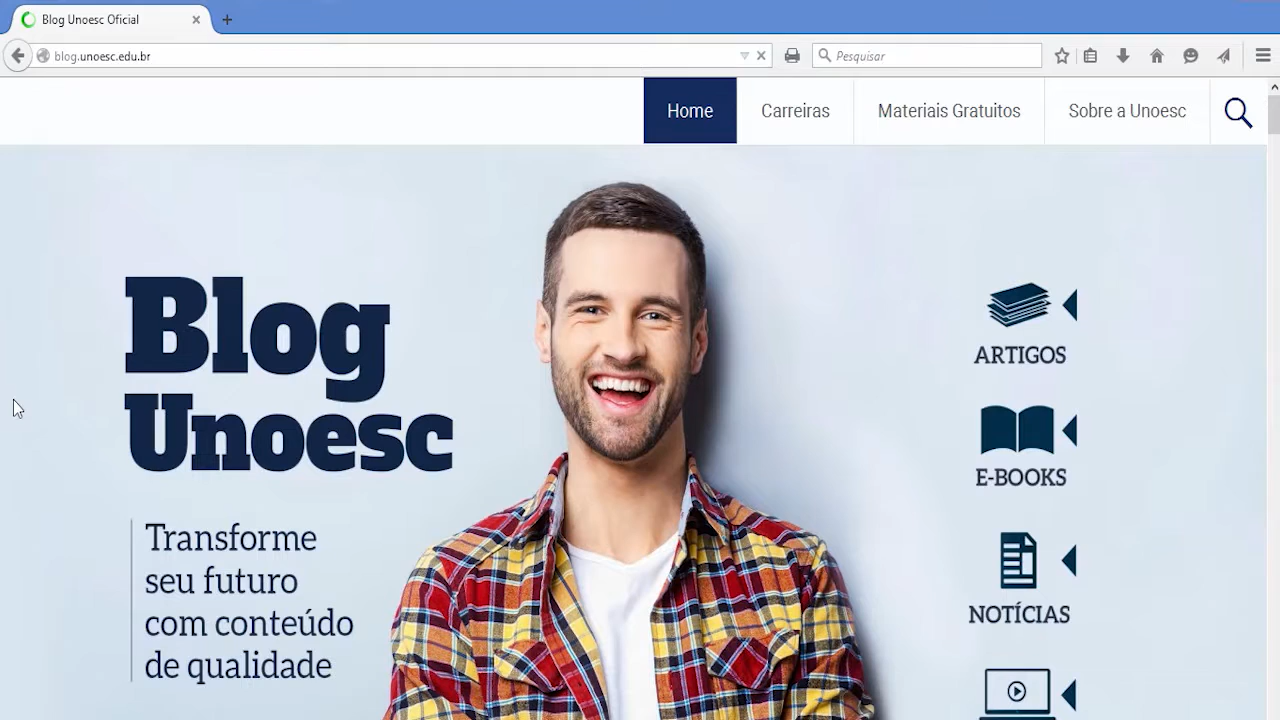 Blog Unoesc Oficial
blog.unoesc.edu.br
Pesquisar
Home
Carreiras
Materiais Gratuitos
Sobre a Unoesc
Blog
Unoesc
Transforme
seu futuro
com conteúdo
de qualidade
ARTIGOS
E-BOOKS
NOTÍCIAS